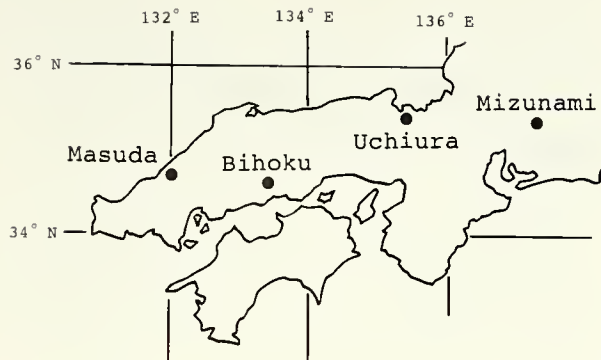 132° E
134° E
136° E
36° N
Mizunami
Uchiura
Masuda
Bihoku
34° N